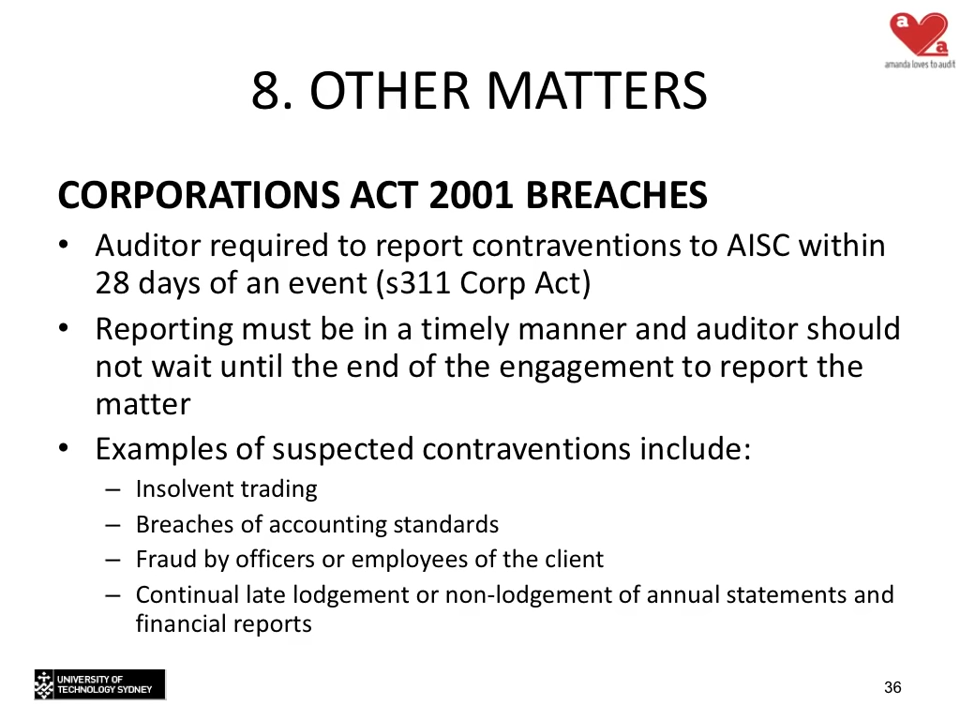 a
a
amanda loves to audit
8. OTHER MATTERS
CORPORATIONS ACT 2001 BREACHES
• Auditor required to report contraventions to AISC within
28 days of an event (s311 Corp Act)
• Reporting must be in a timely manner and auditor should
not wait until the end of the engagement to report the
matter
• Examples of suspected contraventions include:
– Insolvent trading
– Breaches of accounting standards
– Fraud by officers or employees of the client
– Continual late lodgement or non-lodgement of annual statements and
financial reports
UNIVERSITY OF
TECHNOLOGY SYDNEY
36